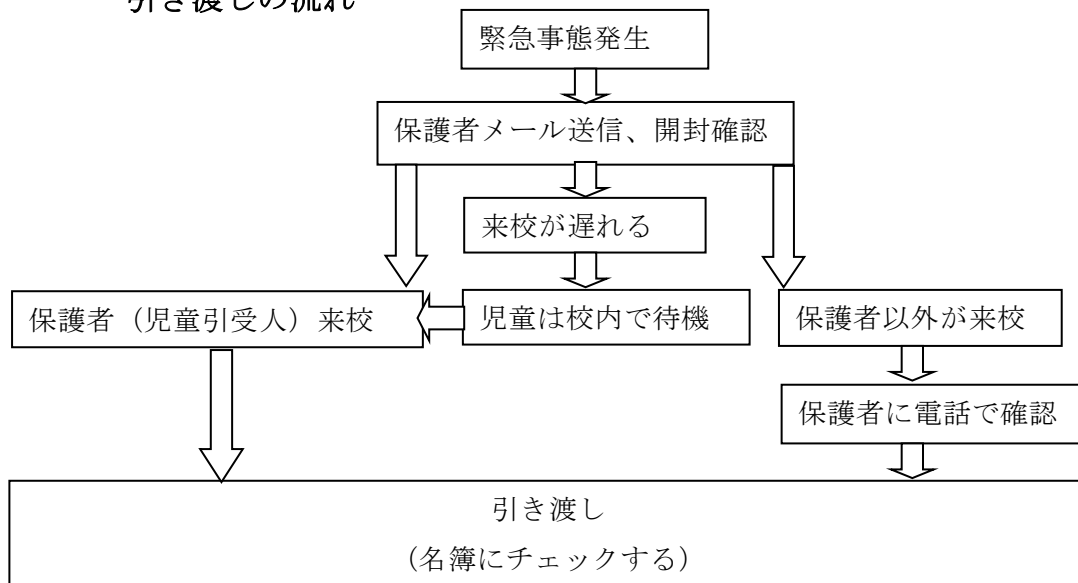 引き渡しの流れ
緊急事態発生
保護者メール送信、開封確認
来校が遅れる
保護者（児童引受人）来校
児童は校内で待機
保護者以外が来校
保護者に電話で確認
引き渡し
（名簿にチェックする）